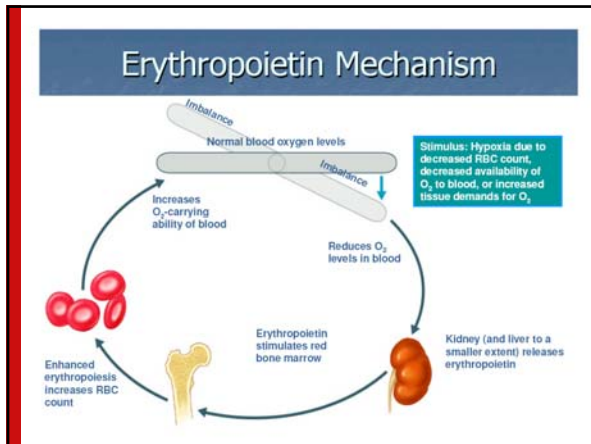 Erythropoietin Mechanism
Imbalance
Normal blood oxygen levels
Imbalance
Stimulus: Hypoxia due to
decreased RBC count,
decreased availability of
O₂ to blood, or increased
tissue demands for O₂
Reduces O₂
levels in blood
Kidney (and liver to a
smaller extent) releases
erythropoietin
Erythropoietin
stimulates red
bone marrow
Enhanced
erythropoiesis
increases RBC
count
Increases
O₂-carrying
ability of blood